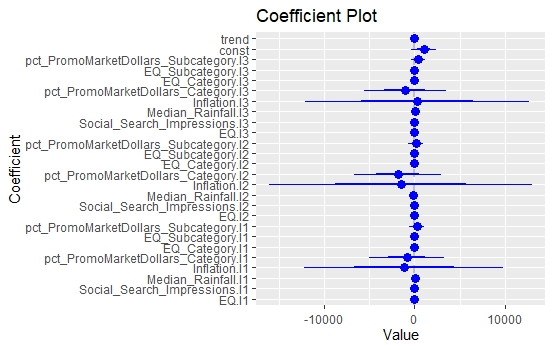 Coefficient Plot
trend
const
pct_PromoMarketDollars_Subcategory.l3
EQ_Subcategory.l3
EQ_Category.l3
pct_PromoMarketDollars_Category.l3
Inflation.l3
Median_Rainfall.l3
Social_Search_Impressions.l3
EQ.l3
pct_PromoMarketDollars_Subcategory.l2
EQ_Subcategory.l2
EQ_Category.l2
pct_PromoMarketDollars_Category.l2
Inflation.l2
Median_Rainfall.l2
Social_Search_Impressions.l2
EQ.l2
pct_PromoMarketDollars_Subcategory.l1
EQ_Subcategory.l1
EQ_Category.l1
pct_PromoMarketDollars_Category.l1
Inflation.l1
Median_Rainfall.l1
Social_Search_Impressions.l1
EQ.l1
Coefficient
-10000 0 10000
Value